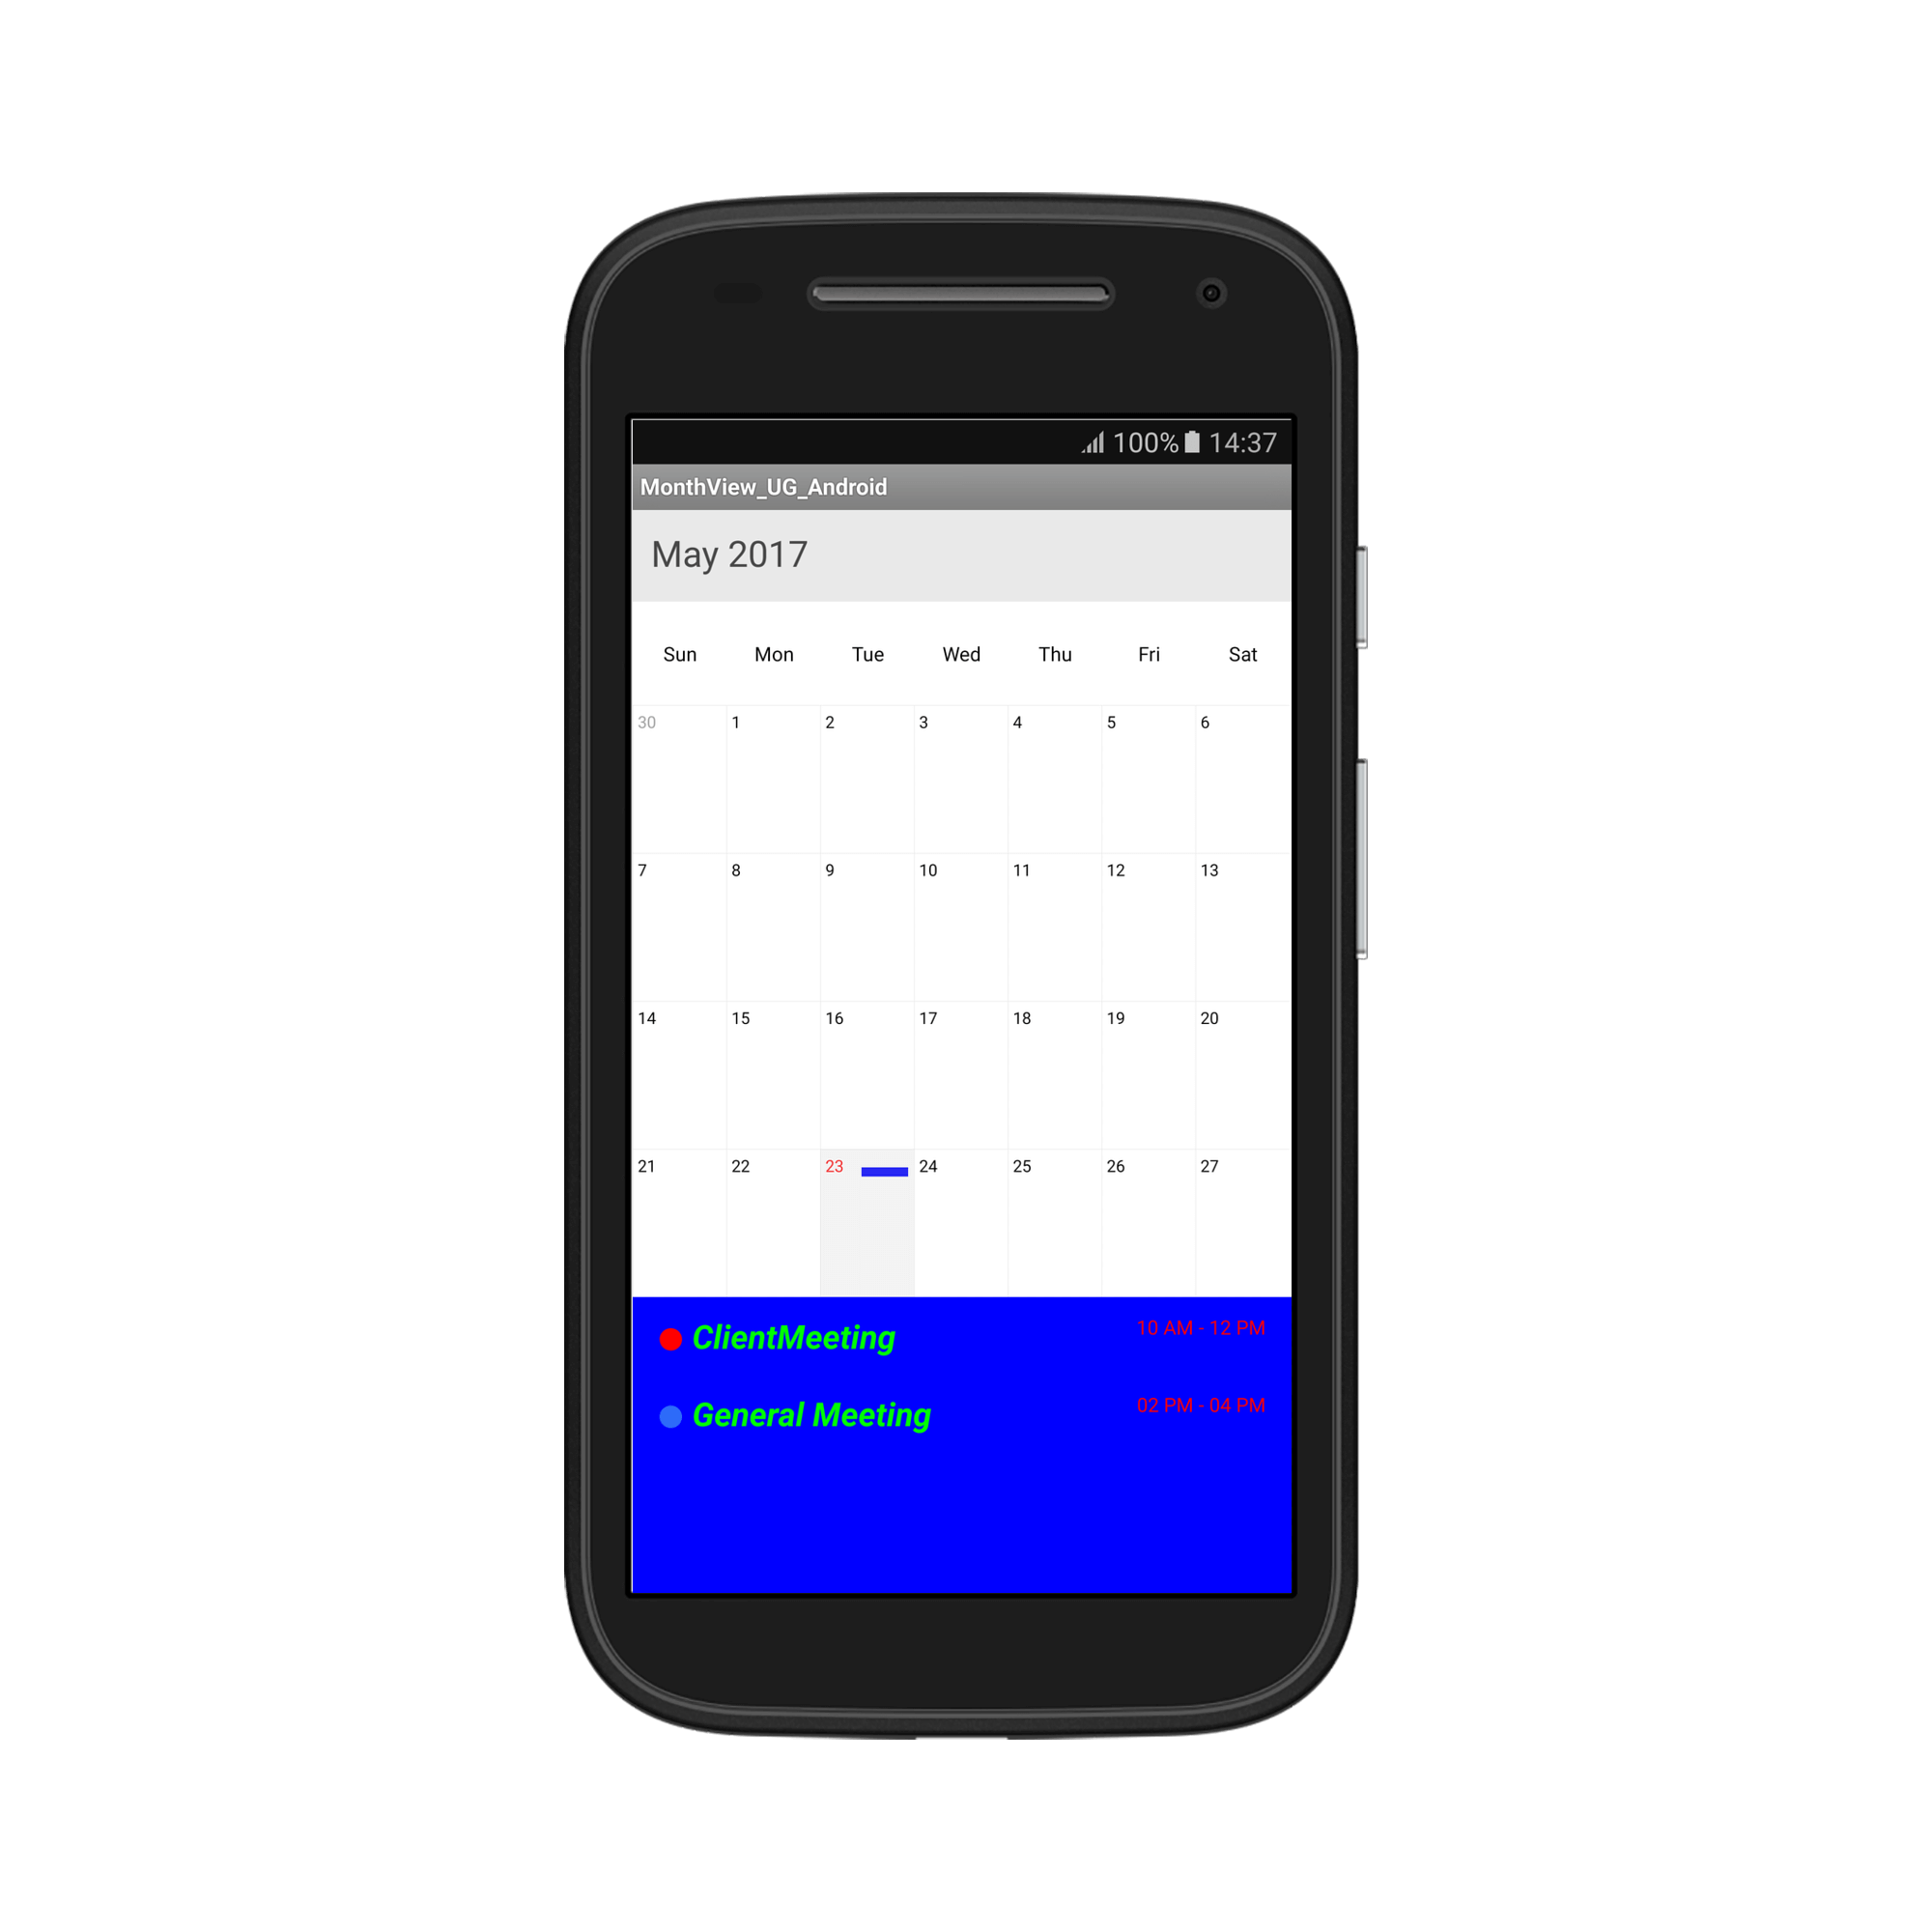 100% 14:37
MonthView_UG_Android
May 2017
Sun Mon Tue Wed Thu Fri Sat
30 1 2 3 4 5 6
7 8 9 10 11 12 13
14 15 16 17 18 19 20
21 22 23 24 25 26 27
ClientMeeting 10 AM - 12 PM
General Meeting 02 PM - 04 PM